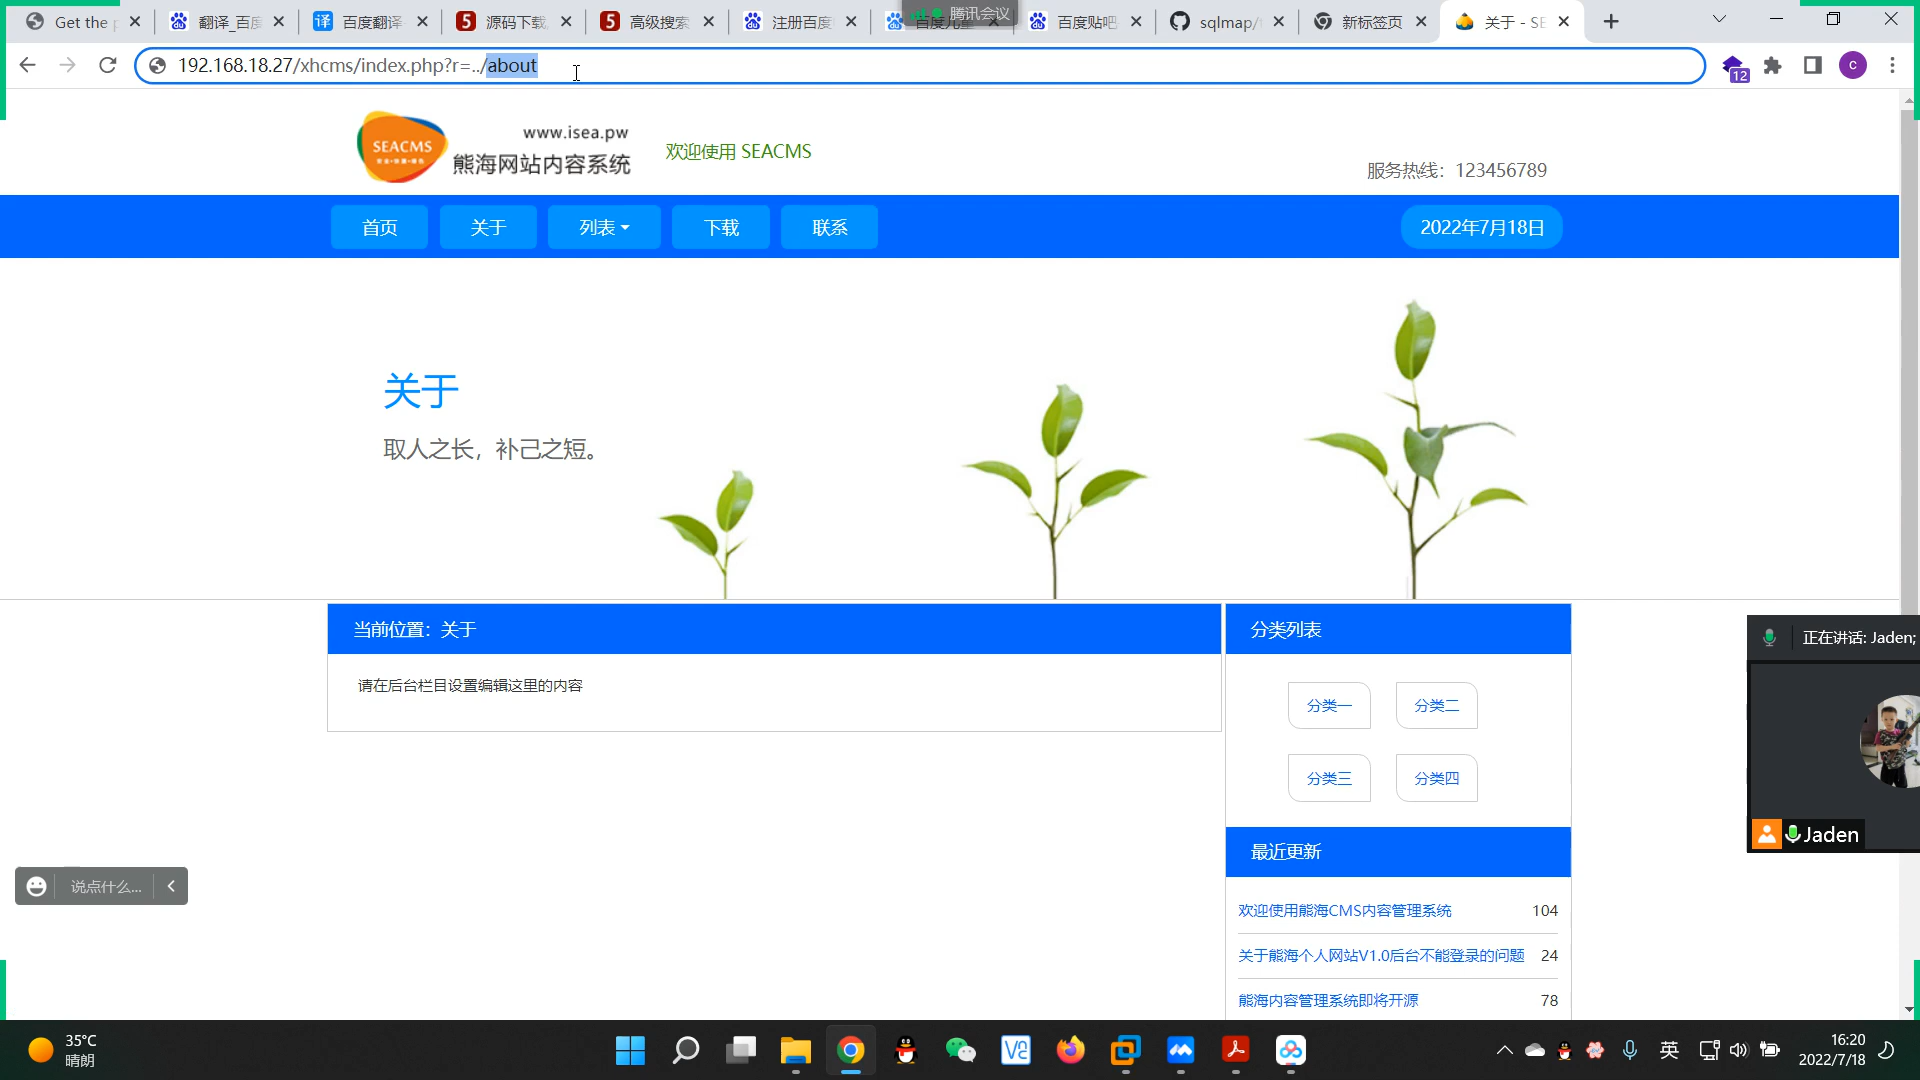 Get the p
翻译_百度
百度翻译
源码下载
高级搜索
注册百度
百度儿童
百度贴吧
sqlmap/
新标签页
关于 - SE
腾讯会议
192.168.18.27/xhcms/index.php?r=../about
12
c
www.isea.pw
SEACMS
熊海网站内容系统
欢迎使用 SEACMS
服务热线：123456789
首页
关于
列表
下载
联系
2022年7月18日
关于
取人之长，补己之短。
当前位置：关于
请在后台栏目设置编辑这里的内容
分类列表
分类一
分类二
分类三
分类四
最近更新
欢迎使用熊海CMS内容管理系统 104
关于熊海个人网站V1.0后台不能登录的问题 24
熊海内容管理系统即将开源 78
正在讲话: Jaden;
Jaden
说点什么...
35°C
晴朗
英
16:20
2022/7/18